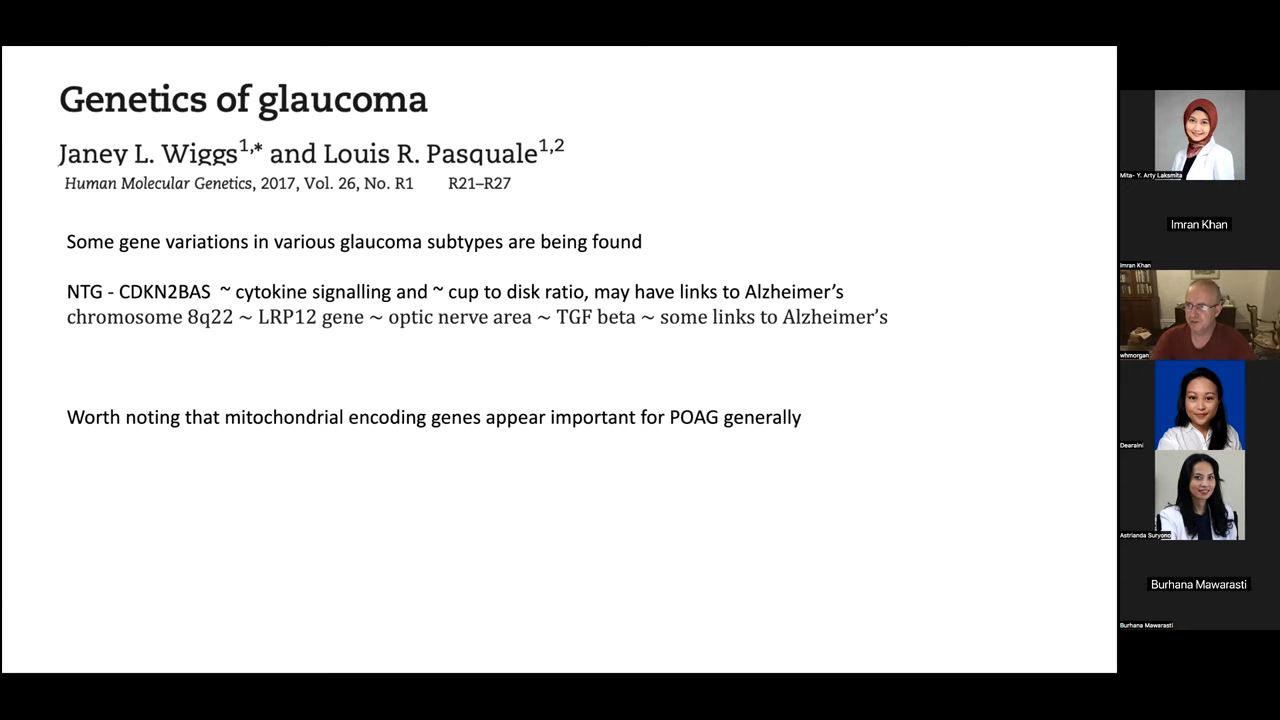 Genetics of glaucoma
Janey L. Wiggs1,* and Louis R. Pasquale1,2
Human Molecular Genetics, 2017, Vol. 26, No. R1 R21–R27
Some gene variations in various glaucoma subtypes are being found
NTG - CDKN2BAS ~ cytokine signalling and ~ cup to disk ratio, may have links to Alzheimer’s
chromosome 8q22 ~ LRP12 gene ~ optic nerve area ~ TGF beta ~ some links to Alzheimer’s
Worth noting that mitochondrial encoding genes appear important for POAG generally
Mita- Y. Arty Laksmita
Imran Khan
Imran Khan
whmorgan
Dearaini
Astrianda Suryono
Burhana Mawarasti
Burhana Mawarasti